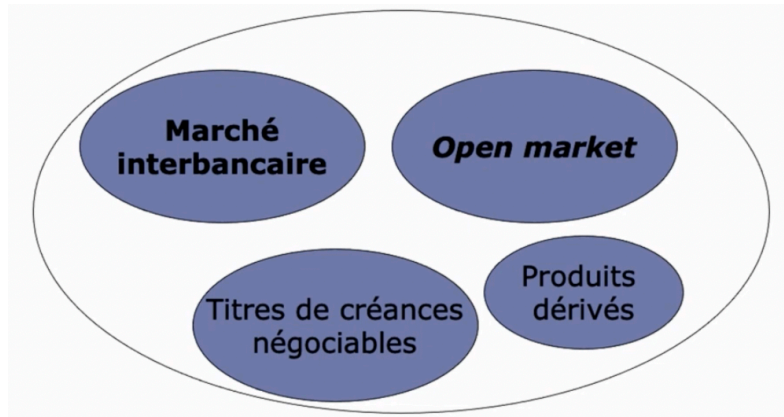 Marché
interbancaire
Open market
Titres de créances
négociables
Produits
dérivés